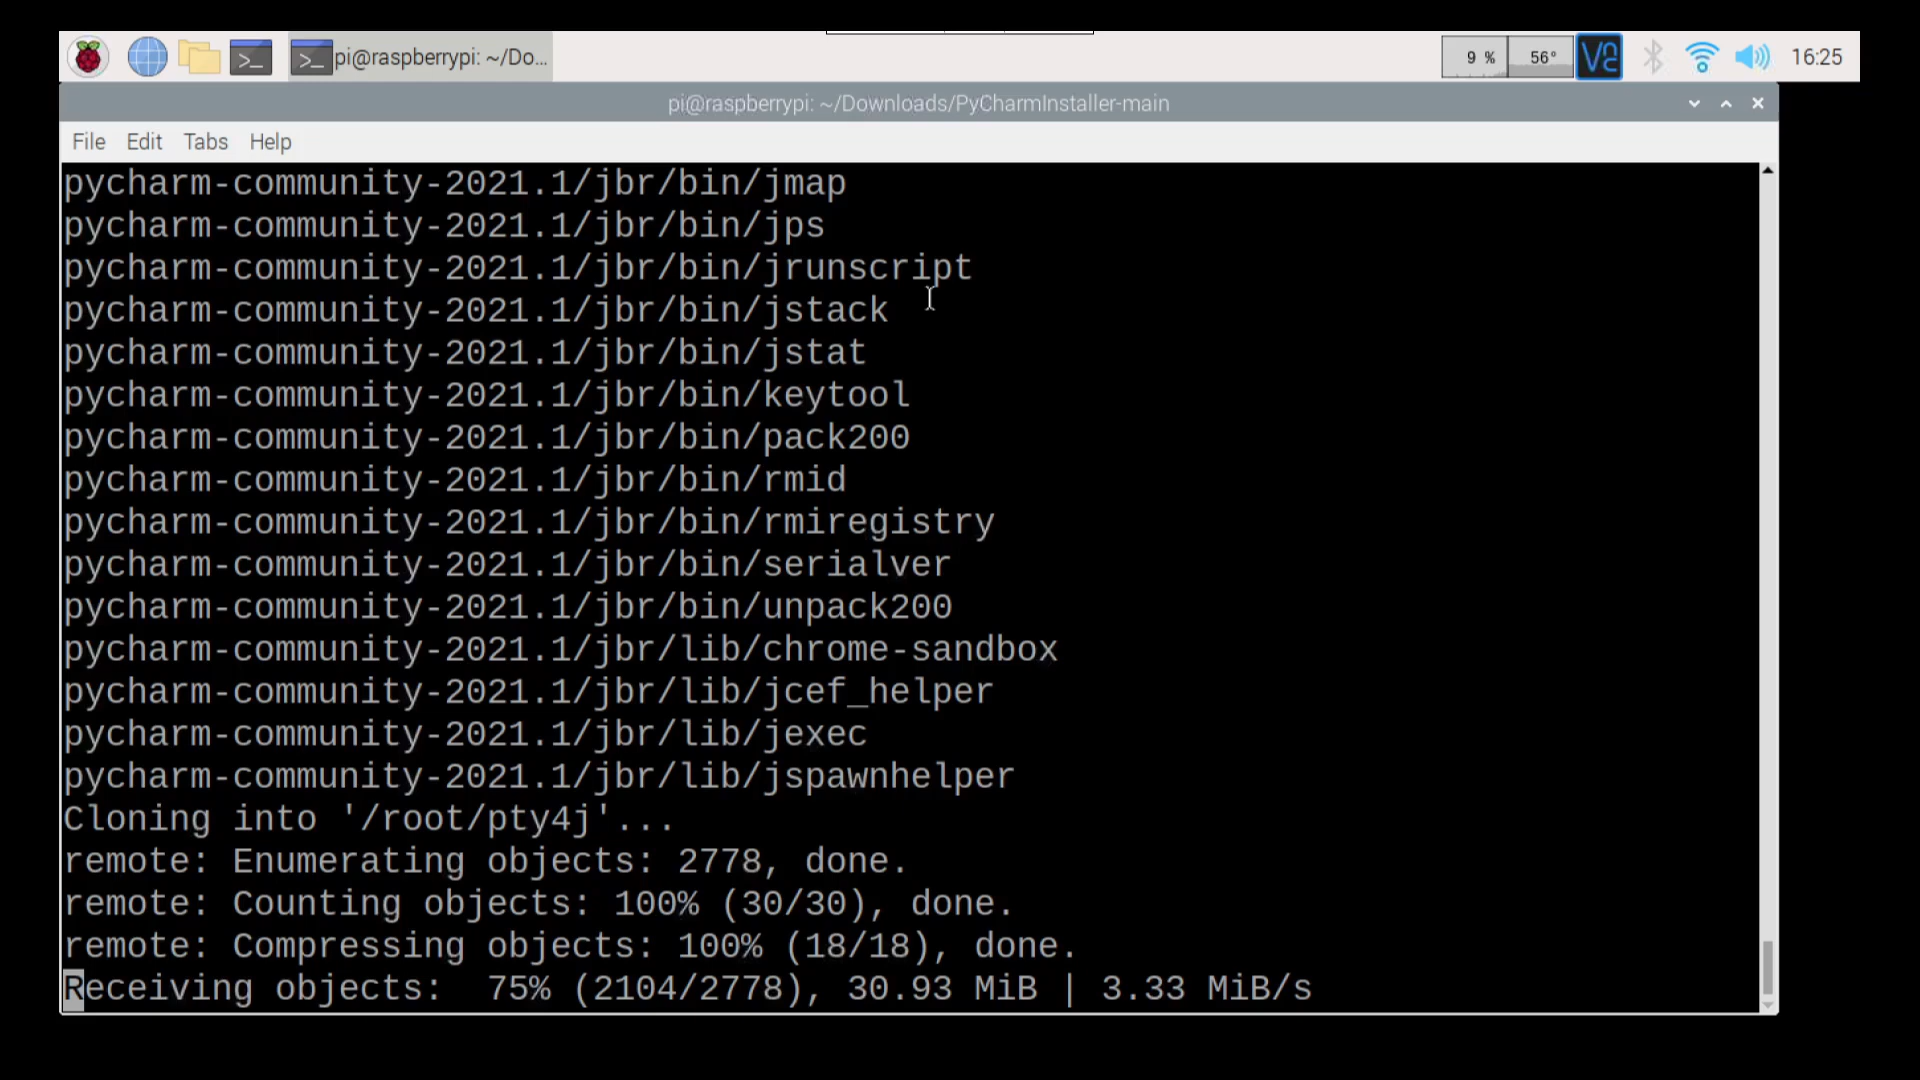 pi@raspberrypi: ~/Do...
9 %
56°
16:25
pi@raspberrypi: ~/Downloads/PyCharmInstaller-main
File Edit Tabs Help
pycharm-community-2021.1/jbr/bin/jmap
pycharm-community-2021.1/jbr/bin/jps
pycharm-community-2021.1/jbr/bin/jrunscript
pycharm-community-2021.1/jbr/bin/jstack
pycharm-community-2021.1/jbr/bin/jstat
pycharm-community-2021.1/jbr/bin/keytool
pycharm-community-2021.1/jbr/bin/pack200
pycharm-community-2021.1/jbr/bin/rmid
pycharm-community-2021.1/jbr/bin/rmiregistry
pycharm-community-2021.1/jbr/bin/serialver
pycharm-community-2021.1/jbr/bin/unpack200
pycharm-community-2021.1/jbr/lib/chrome-sandbox
pycharm-community-2021.1/jbr/lib/jcef_helper
pycharm-community-2021.1/jbr/lib/jexec
pycharm-community-2021.1/jbr/lib/jspawnhelper
Cloning into '/root/pty4j'...
remote: Enumerating objects: 2778, done.
remote: Counting objects: 100% (30/30), done.
remote: Compressing objects: 100% (18/18), done.
Receiving objects:  75% (2104/2778), 30.93 MiB | 3.33 MiB/s